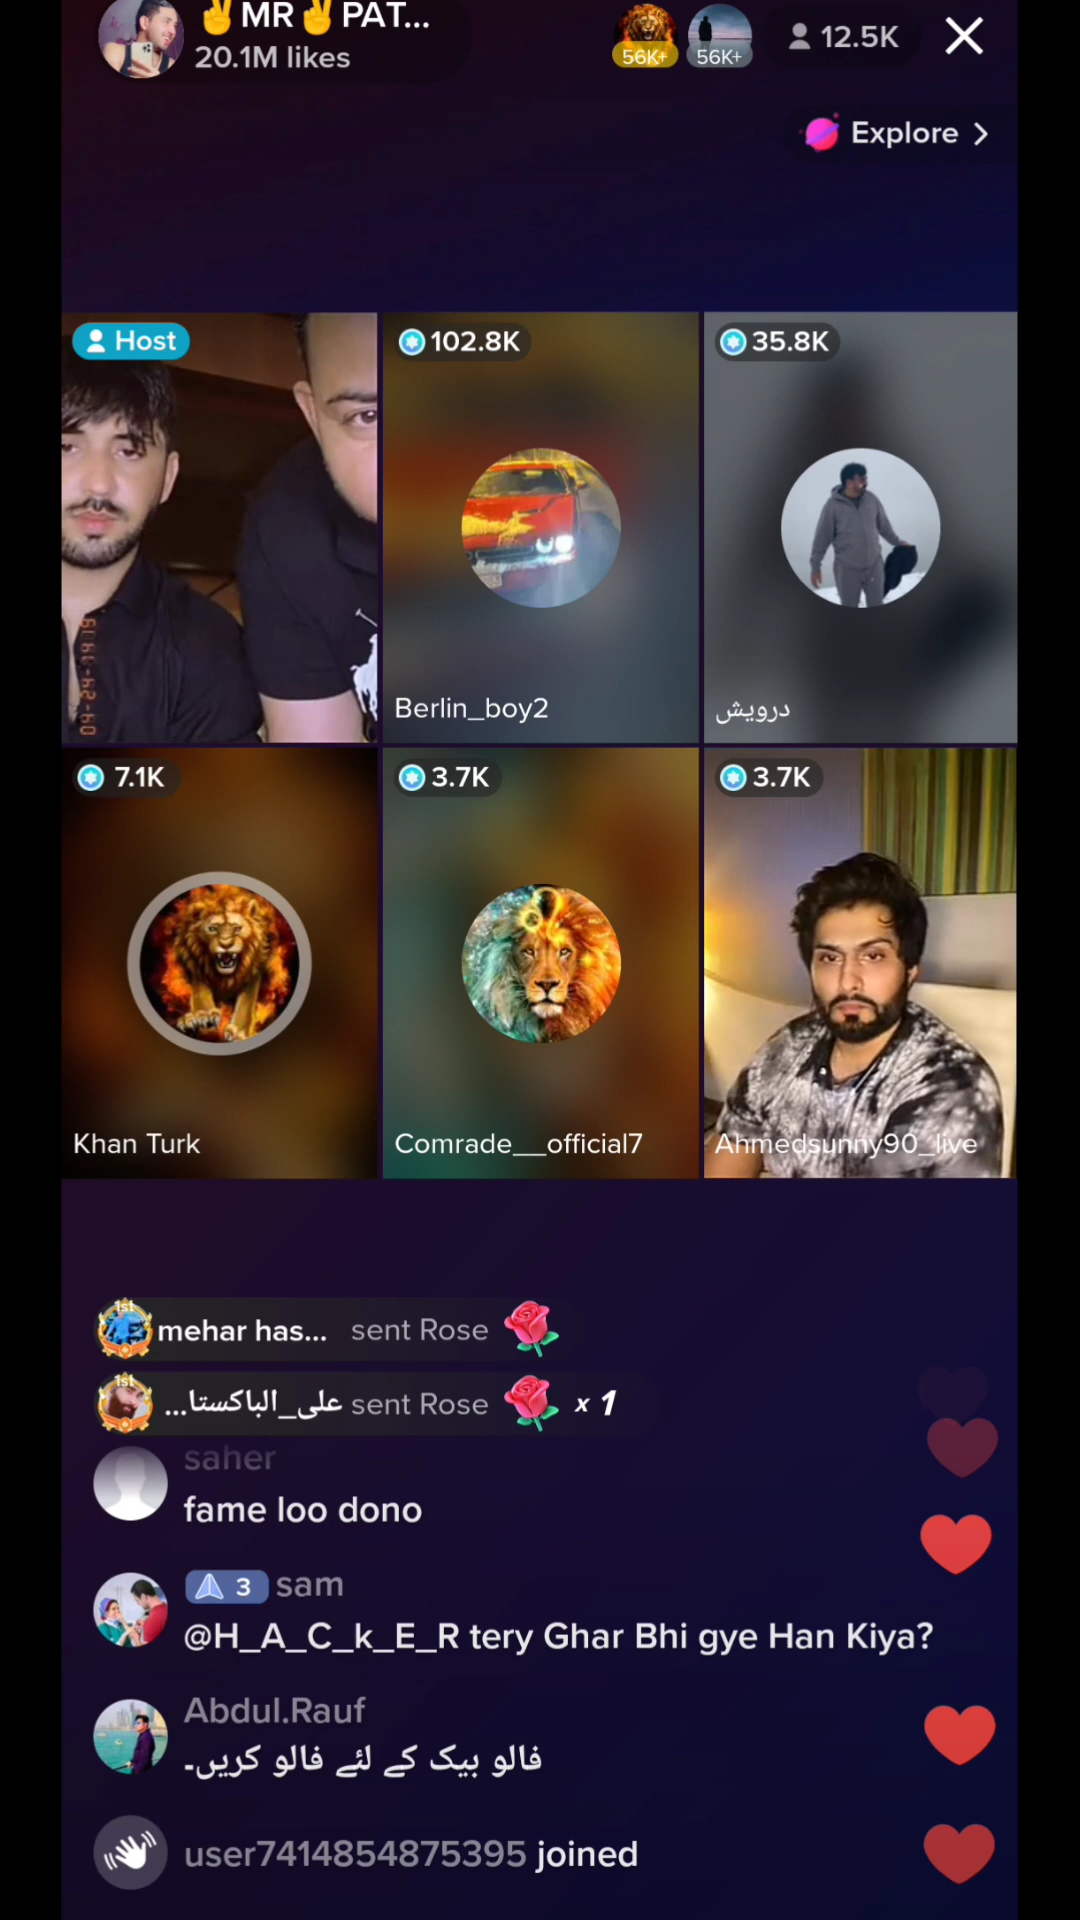 ✌MR✌PAT...
20.1M likes
56K+
56K+
12.5K
Explore
Host
102.8K
35.8K
Berlin_boy2
درویش
7.1K
3.7K
3.7K
Khan Turk
Comrade__official7
Ahmedsunny90_live
1st
mehar has... sent Rose
1st
علی_الباکستا... sent Rose x 1
saher
fame loo dono
3 sam
@H_A_C_k_E_R tery Ghar Bhi gye Han Kiya?
Abdul.Rauf
فالو بیک کے لئے فالو کریں۔
user7414854875395 joined